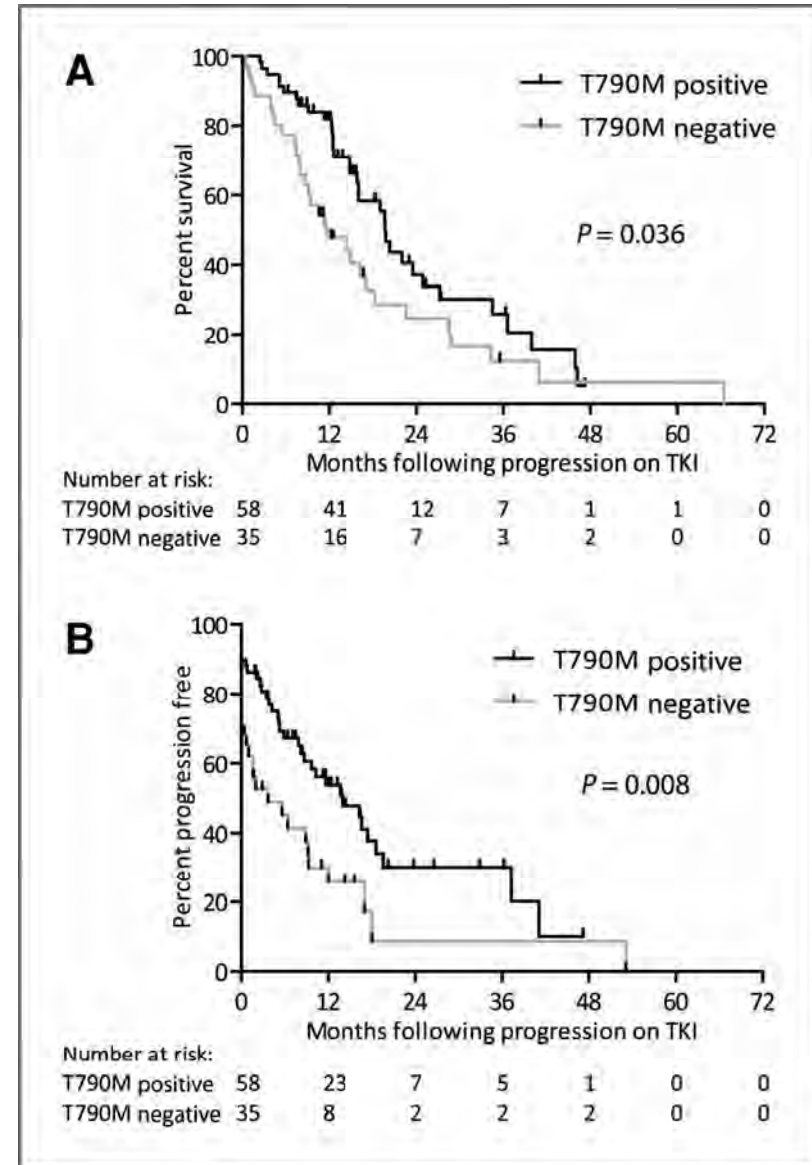 A
Percent survival
100
80
60
40
20
0
T790M positive
T790M negative
P = 0.036
0 12 24 36 48 60 72
Months following progression on TKI
Number at risk:
T790M positive 58 41 12 7 1 1 0
T790M negative 35 16 7 3 2 0 0
B
Percent progression free
100
80
60
40
20
0
T790M positive
T790M negative
P = 0.008
0 12 24 36 48 60 72
Months following progression on TKI
Number at risk:
T790M positive 58 23 7 5 1 0 0
T790M negative 35 8 2 2 2 0 0